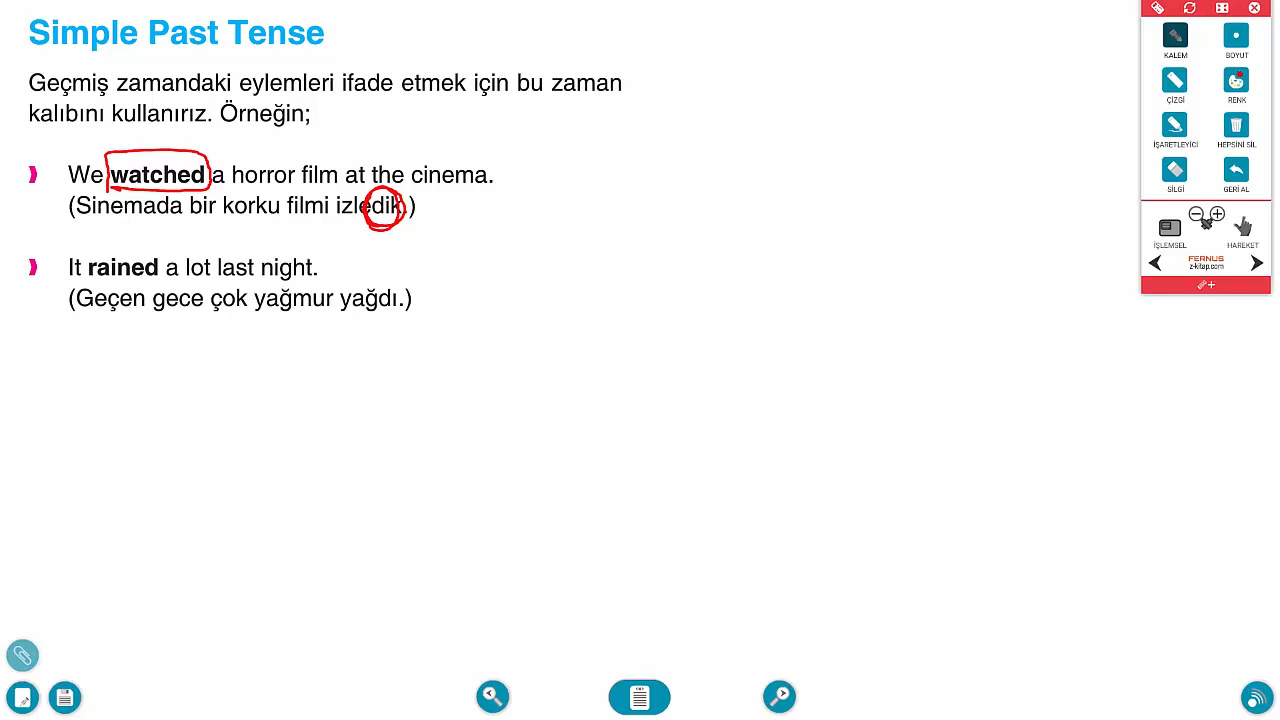 Simple Past Tense
Geçmiş zamandaki eylemleri ifade etmek için bu zaman
kalıbını kullanırız. Örneğin;
We watched a horror film at the cinema.
(Sinemada bir korku filmi izledik.)
It rained a lot last night.
(Geçen gece çok yağmur yağdı.)
KALEM
BOYUT
ÇİZGİ
RENK
İŞARETLEYİCİ
HEPSİNİ SİL
SİLGİ
GERİ AL
İŞLEMSEL
HAREKET
FERNUS
z-kitap.com